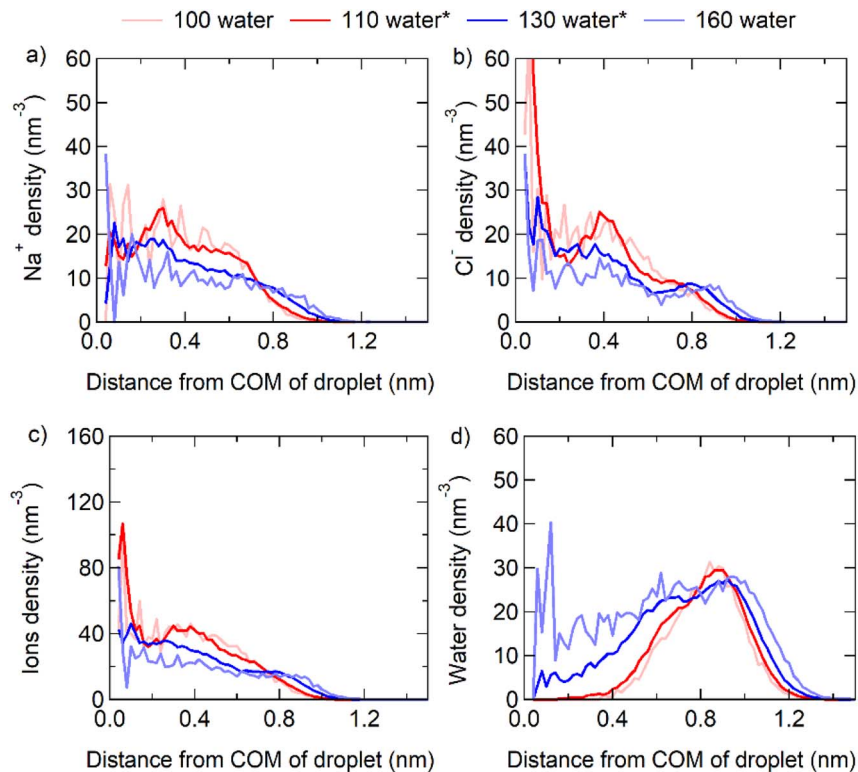 100 water 110 water* 130 water* 160 water
a)
60
50
40
30
20
10
0
Na⁺ density (nm⁻³)
0.0 0.4 0.8 1.2
Distance from COM of droplet (nm)
b)
60
50
40
30
20
10
0
Cl⁻ density (nm⁻³)
0.0 0.4 0.8 1.2
Distance from COM of droplet (nm)
c)
160
120
80
40
0
Ions density (nm⁻³)
0.0 0.4 0.8 1.2
Distance from COM of droplet (nm)
d)
60
50
40
30
20
10
0
Water density (nm⁻³)
0.0 0.4 0.8 1.2
Distance from COM of droplet (nm)